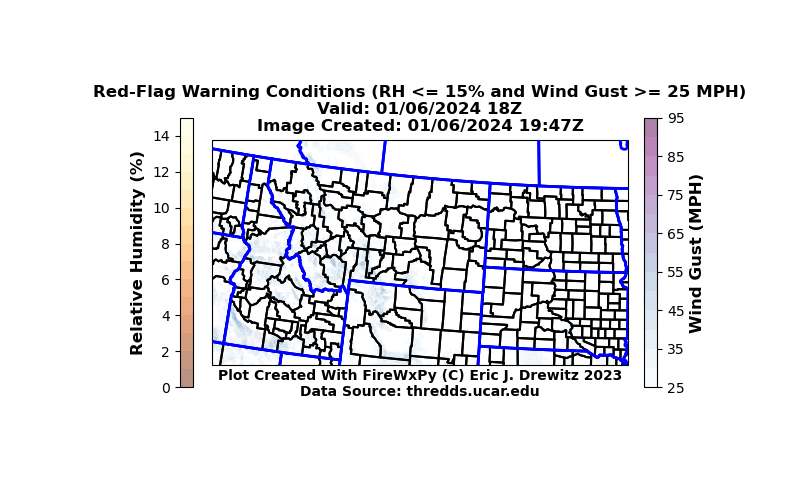 Red-Flag Warning Conditions (RH <= 15% and Wind Gust >= 25 MPH)
Valid: 01/06/2024 18Z
Image Created: 01/06/2024 19:47Z
Relative Humidity (%)
14
12
10
8
6
4
2
0
95
85
75
65
55
45
35
25
Wind Gust (MPH)
Plot Created With FireWxPy (C) Eric J. Drewitz 2023
Data Source: thredds.ucar.edu